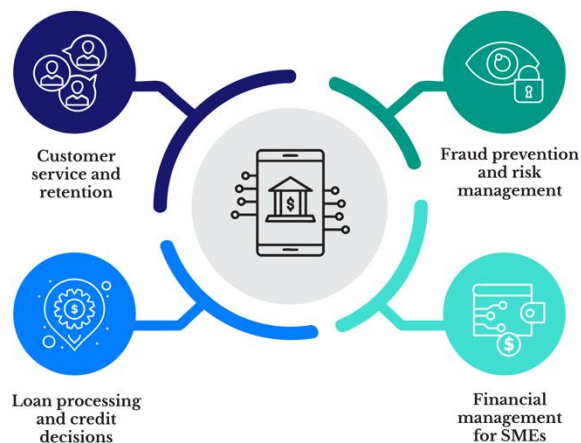 Customer
service and
retention
Fraud prevention
and risk
management
Loan processing
and credit
decisions
Financial
management
for SMEs
$
$
$